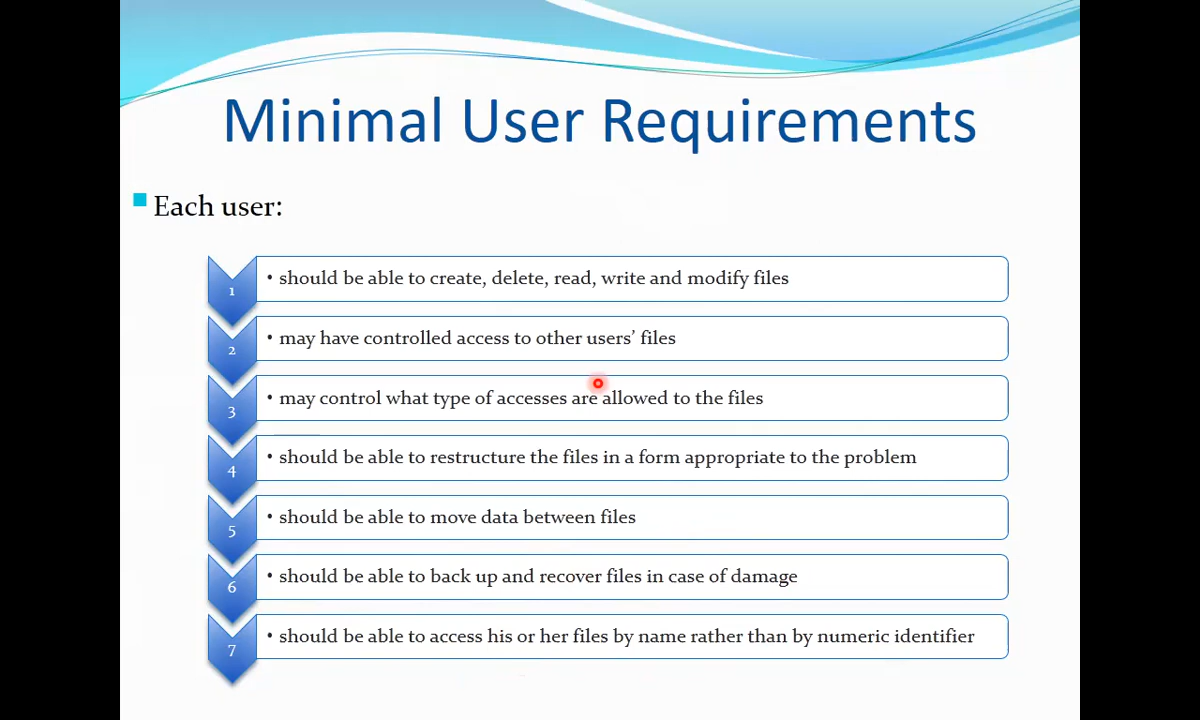 Minimal User Requirements
Each user:
1 • should be able to create, delete, read, write and modify files
2 • may have controlled access to other users’ files
3 • may control what type of accesses are allowed to the files
4 • should be able to restructure the files in a form appropriate to the problem
5 • should be able to move data between files
6 • should be able to back up and recover files in case of damage
7 • should be able to access his or her files by name rather than by numeric identifier